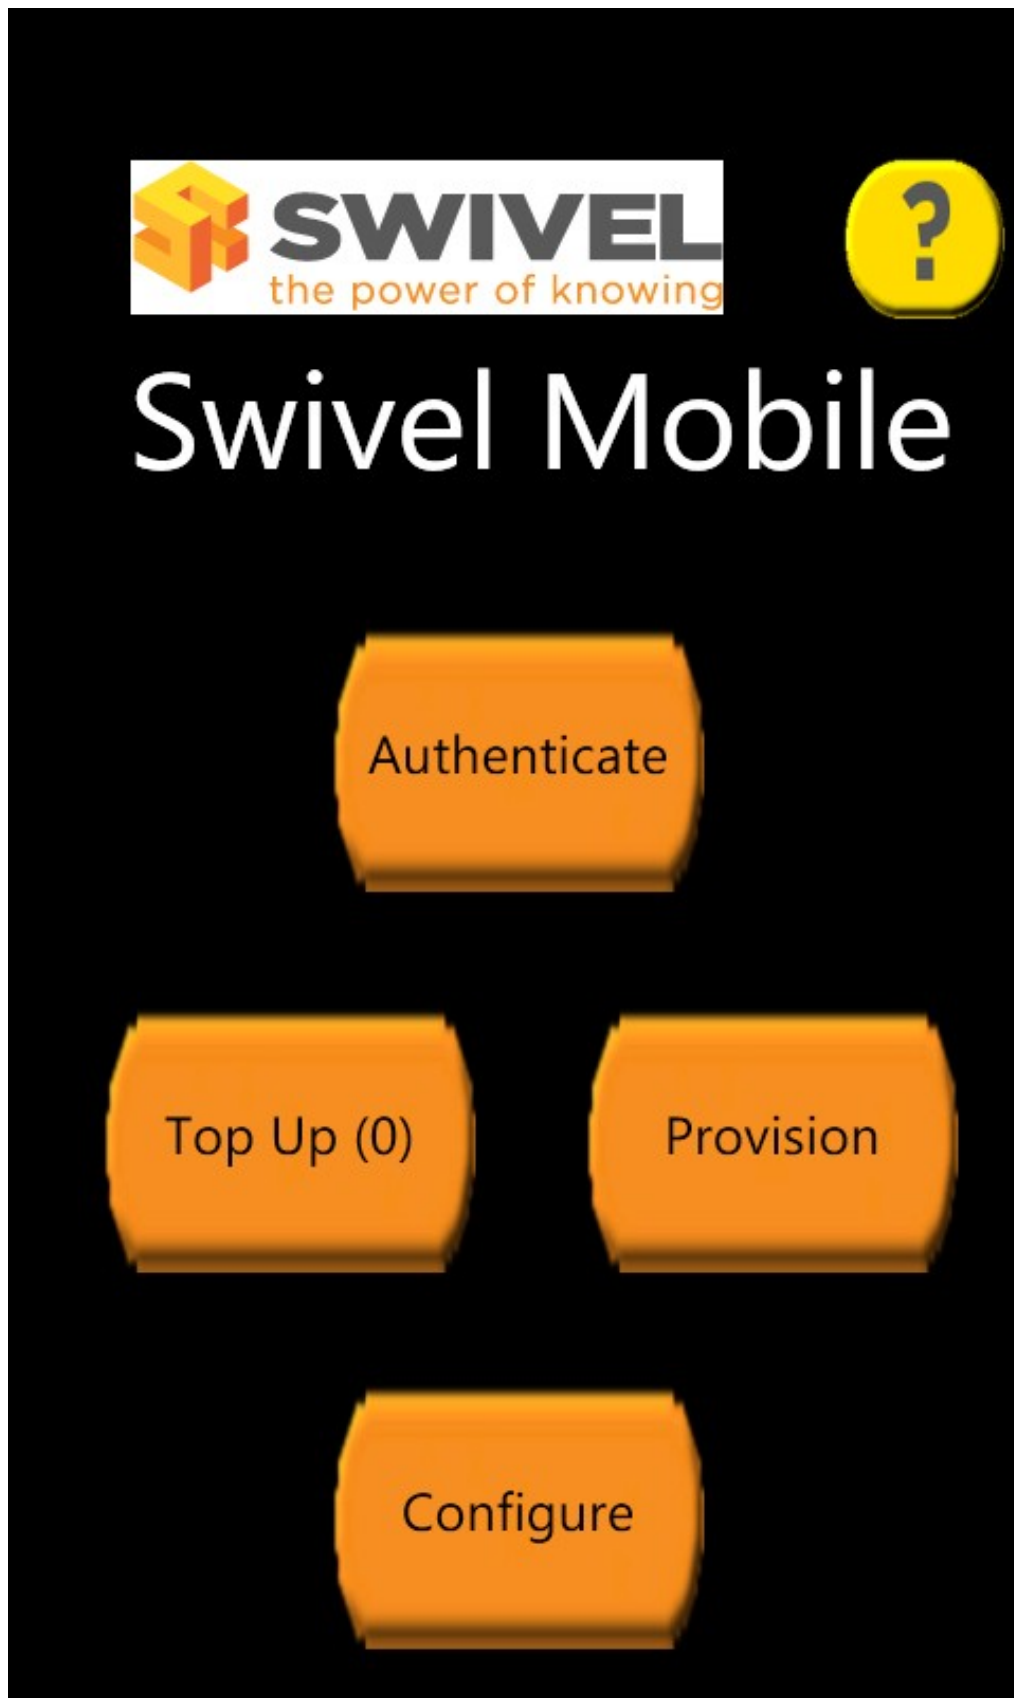 SWIVEL
the power of knowing
?
Swivel Mobile
Authenticate
Top Up (0)
Provision
Configure